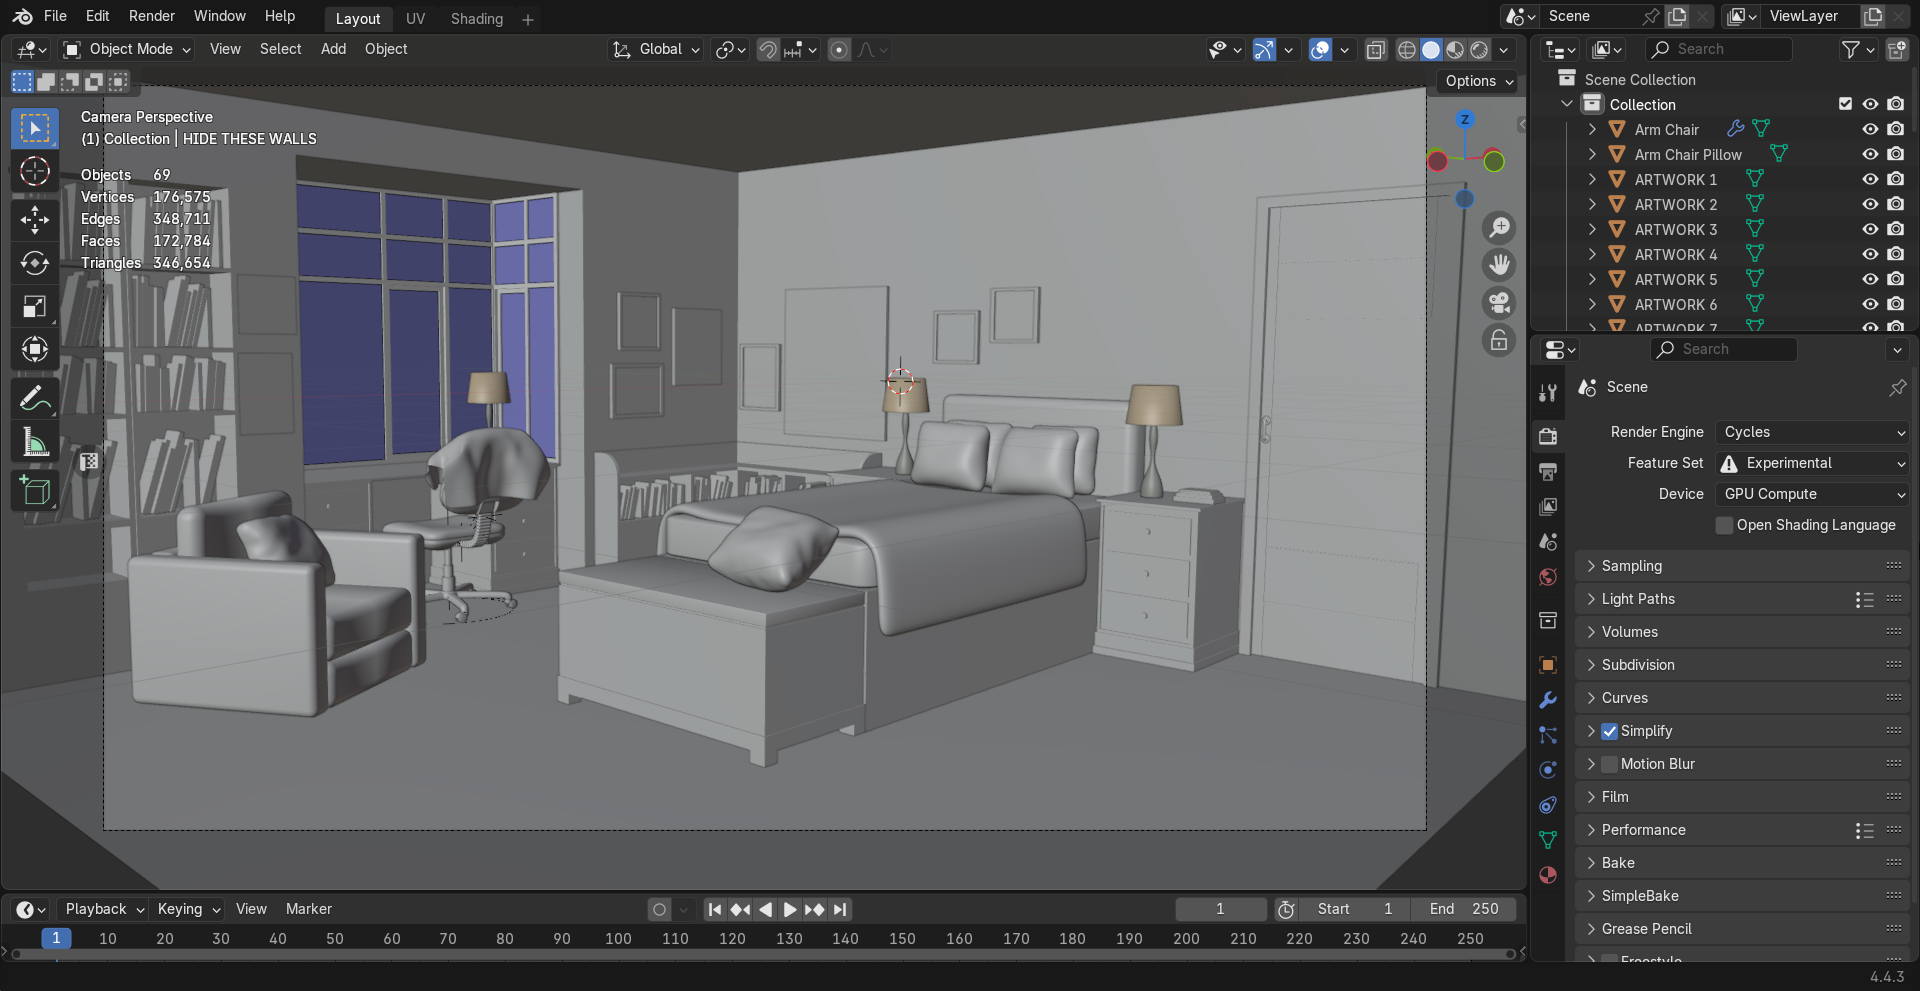 File Edit Render Window Help Layout UV Shading + Scene ViewLayer
Object Mode View Select Add Object Global Search
Options
Camera Perspective
(1) Collection | HIDE THESE WALLS
Objects 69
Vertices 176,575
Edges 348,711
Faces 172,784
Triangles 346,654
Z
Scene Collection
Collection
Arm Chair
Arm Chair Pillow
ARTWORK 1
ARTWORK 2
ARTWORK 3
ARTWORK 4
ARTWORK 5
ARTWORK 6
ARTWORK 7
Search
Scene
Render Engine Cycles
Feature Set Experimental
Device GPU Compute
Open Shading Language
Sampling
Light Paths
Volumes
Subdivision
Curves
Simplify
Motion Blur
Film
Performance
Bake
SimpleBake
Grease Pencil
Freestyle
Playback Keying View Marker 1 Start 1 End 250
1 10 20 30 40 50 60 70 80 90 100 110 120 130 140 150 160 170 180 190 200 210 220 230 240 250
4.4.3